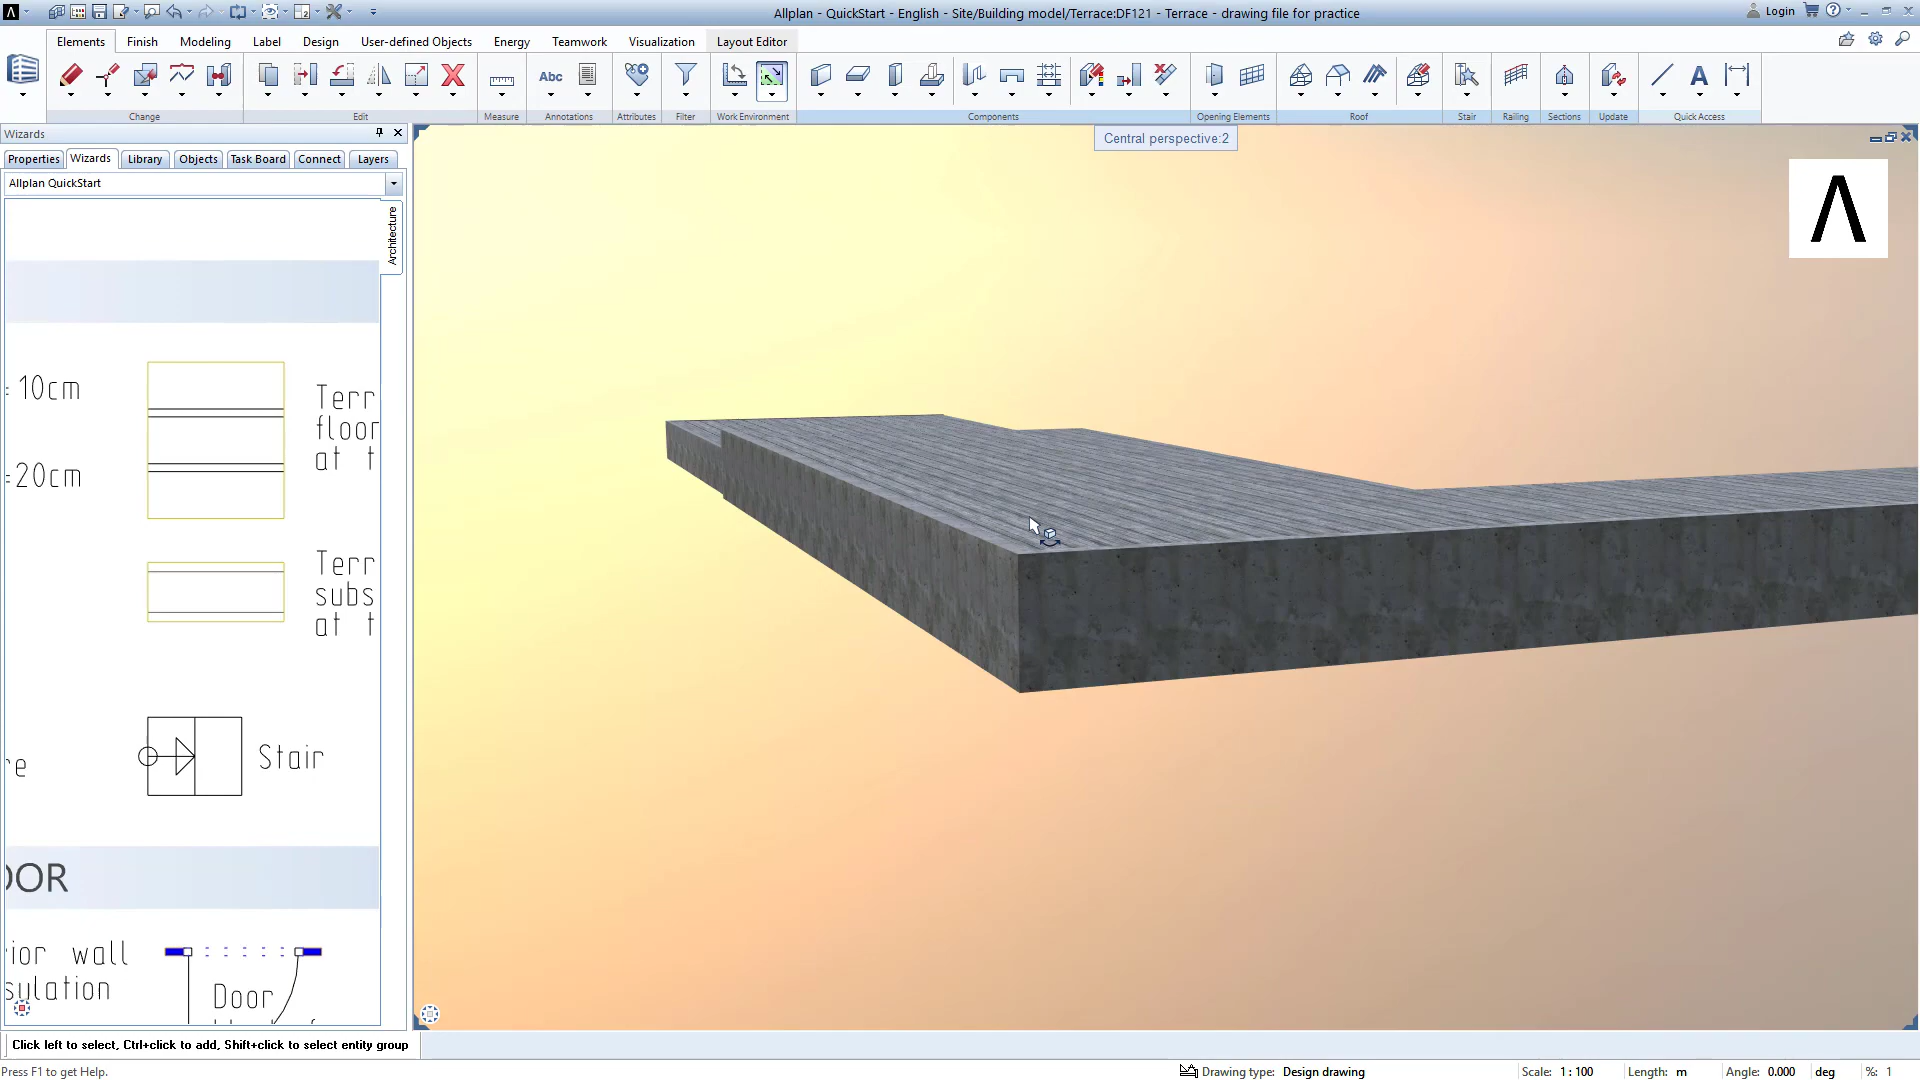 Allplan - QuickStart - English - Site/Building model/Terrace:DF121 - Terrace - drawing file for practice
Login
Elements Finish Modeling Label Design User-defined Objects Energy Teamwork Visualization Layout Editor
Abc
A
Change Edit Measure Annotations Attributes Filter Work Environment Components Opening Elements Roof Stair Railing Sections Update Quick Access
Wizards
Central perspective:2
Properties Wizards Library Objects Task Board Connect Layers
Allplan QuickStart
Architecture
= 10cm
Terr
floor
at t
=20cm
Terr
subs
at t
Stair
re
OOR
ior wall
sulation
Door
Click left to select, Ctrl+click to add, Shift+click to select entity group
Press F1 to get Help.
Drawing type: Design drawing
Scale: 1 : 100
Length: m
Angle: 0.000 deg
%: 1